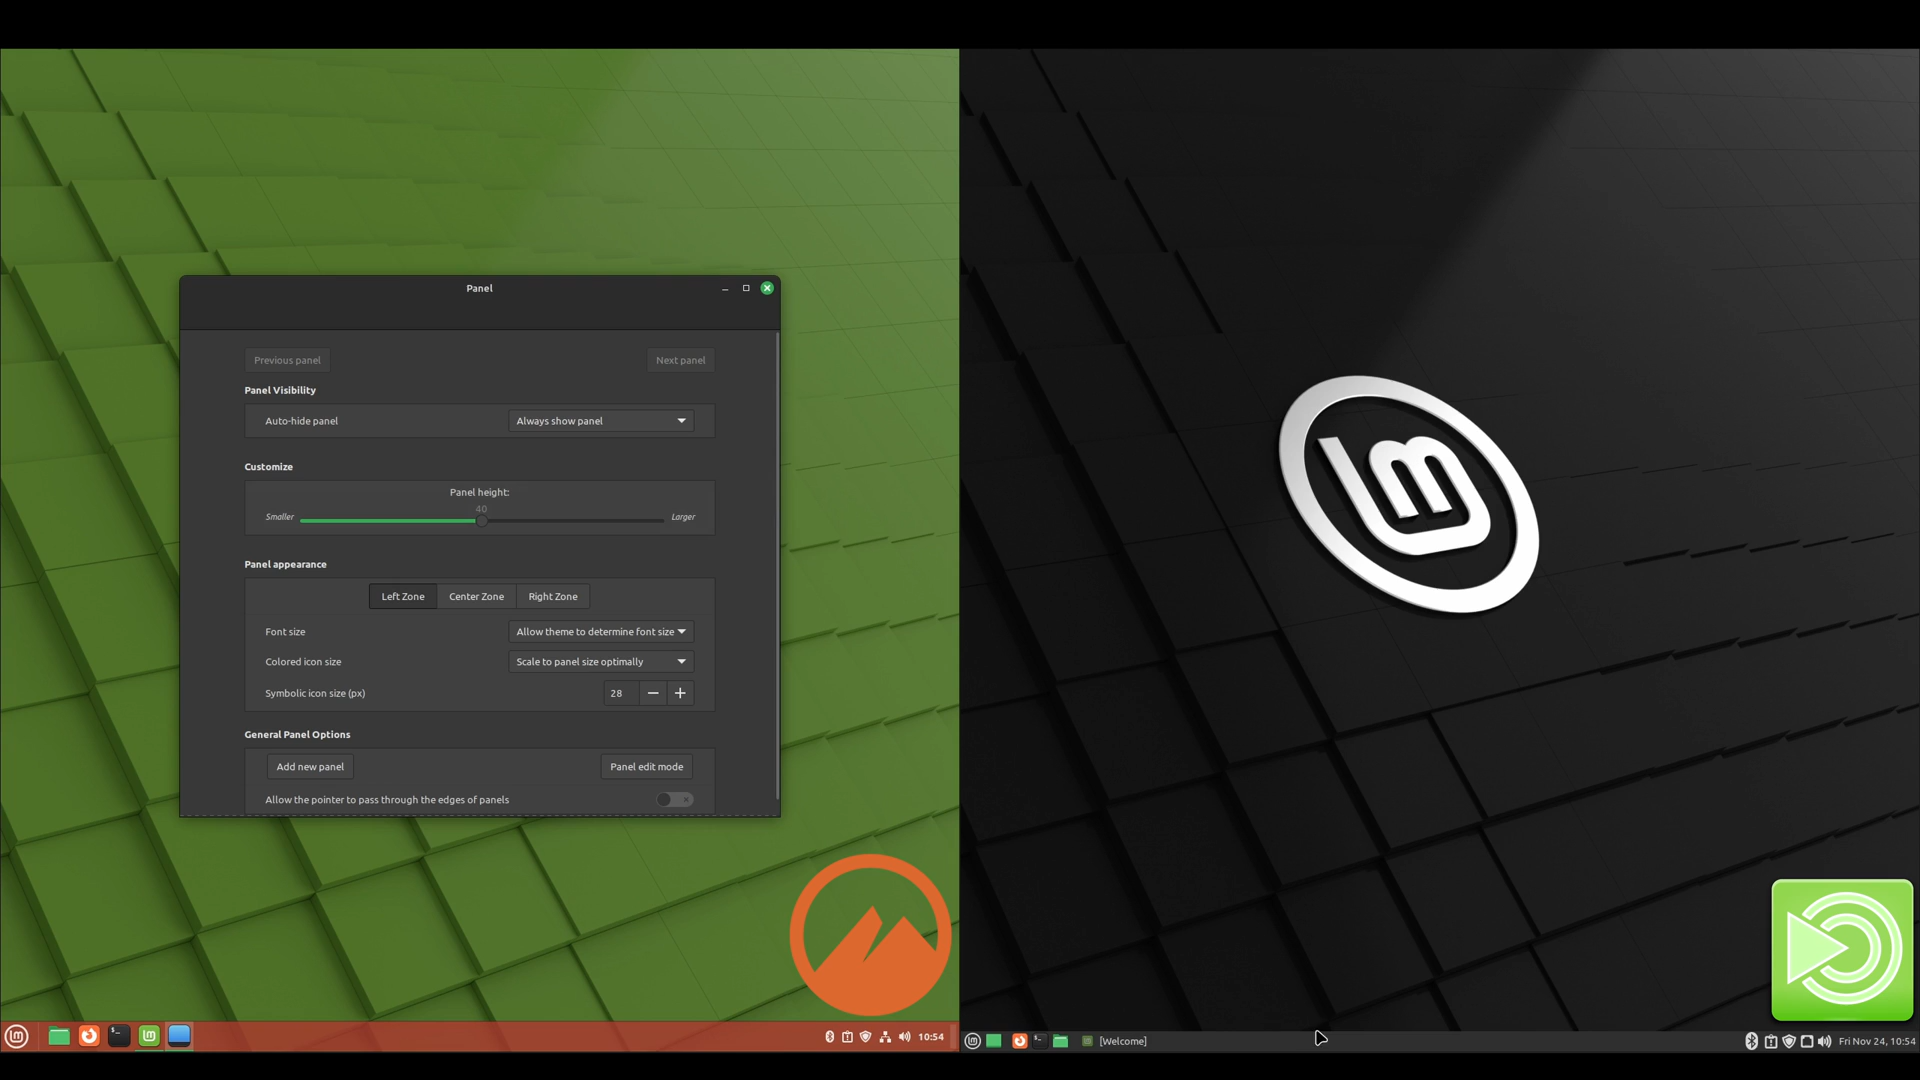 Panel
Previous panel
Next panel
Panel Visibility
Auto-hide panel
Always show panel
Customize
Panel height:
40
Smaller
Larger
Panel appearance
Left Zone
Center Zone
Right Zone
Font size
Allow theme to determine font size
Colored icon size
Scale to panel size optimally
Symbolic icon size (px)
28
General Panel Options
Add new panel
Panel edit mode
Allow the pointer to pass through the edges of panels
10:54
[Welcome]
Fri Nov 24, 10:54